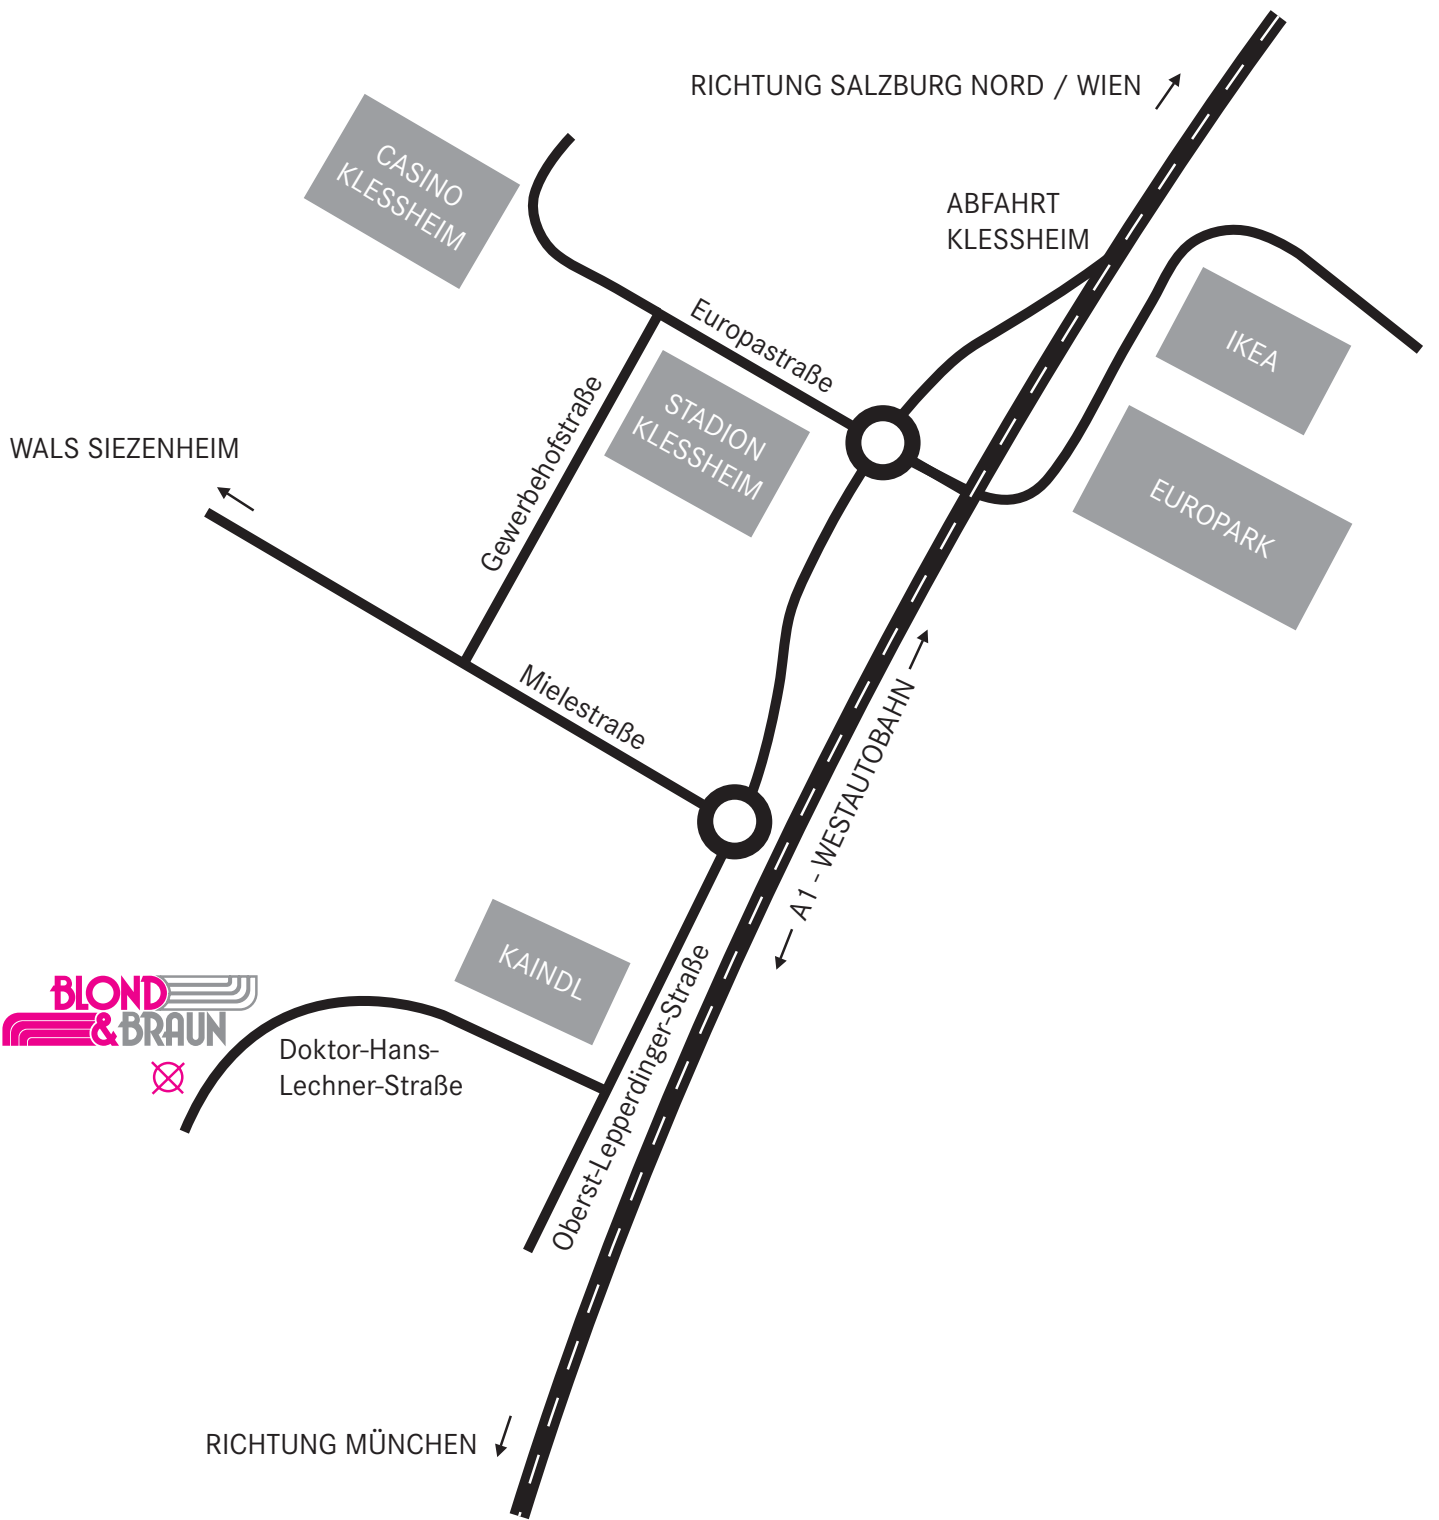 RICHTUNG SALZBURG NORD / WIEN
CASINO
KLESSHEIM
ABFAHRT
KLESSHEIM
Europastraße
IKEA
STADION
KLESSHEIM
Gewerbehofstraße
WALS SIEZENHEIM
EUROPARK
Mielestraße
A1 - WESTAUTOBAHN
KAINDL
Oberst-Lepperdinger-Straße
BLOND
&BRAUN
Doktor-Hans-
Lechner-Straße
RICHTUNG MÜNCHEN